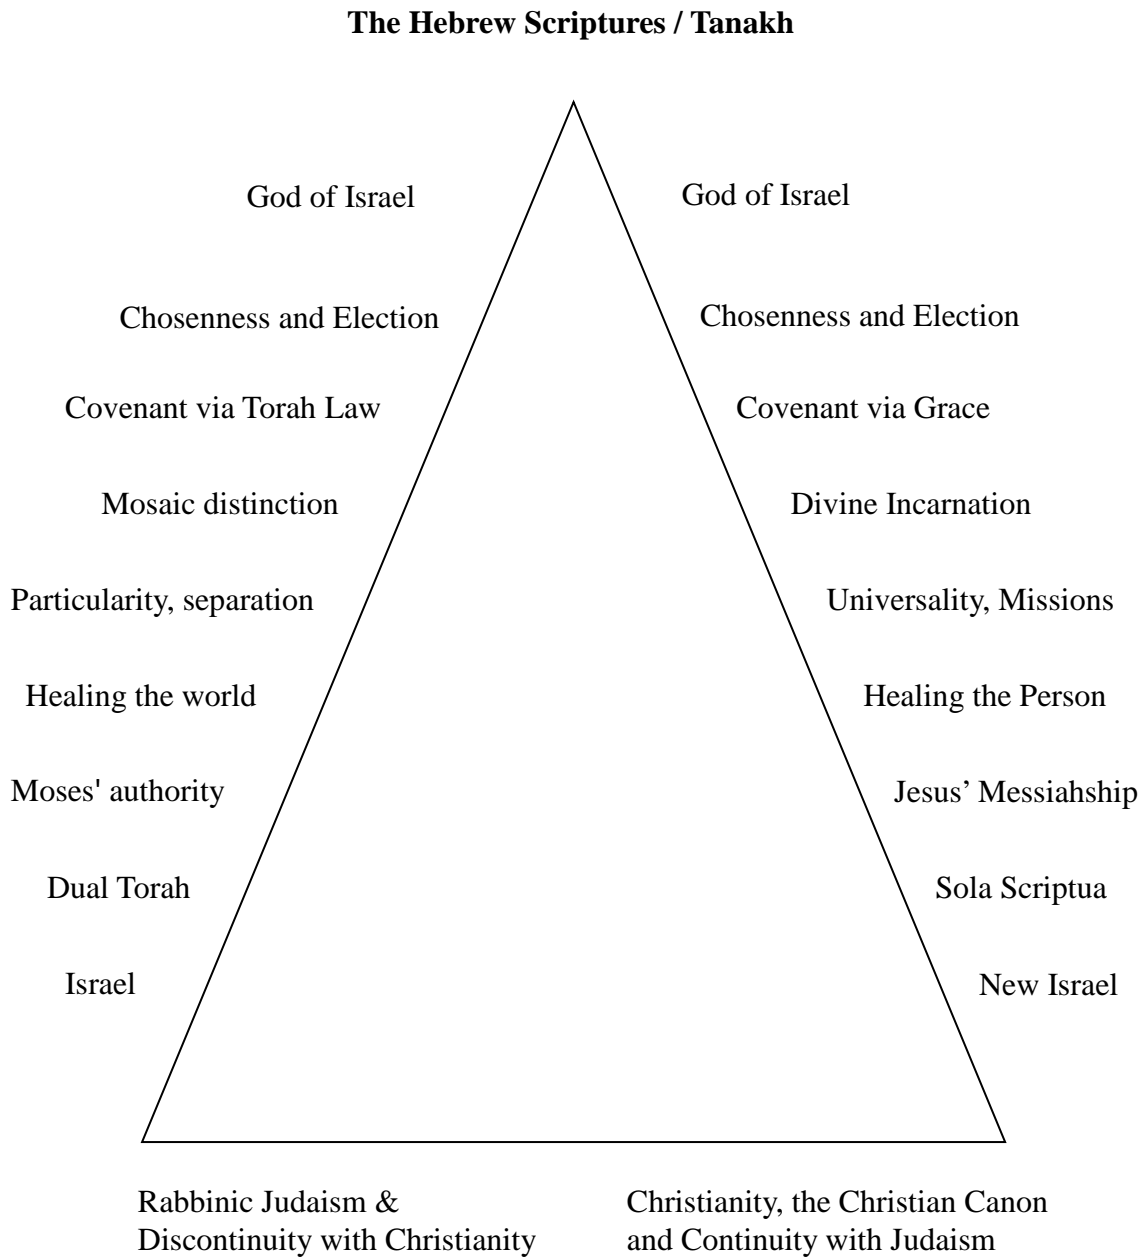 The Hebrew Scriptures / Tanakh
God of Israel
God of Israel
Chosenness and Election
Chosenness and Election
Covenant via Torah Law
Covenant via Grace
Mosaic distinction
Divine Incarnation
Particularity, separation
Universality, Missions
Healing the world
Healing the Person
Moses' authority
Jesus’ Messiahship
Dual Torah
Sola Scriptua
Israel
New Israel
Rabbinic Judaism &
Discontinuity with Christianity
Christianity, the Christian Canon
and Continuity with Judaism